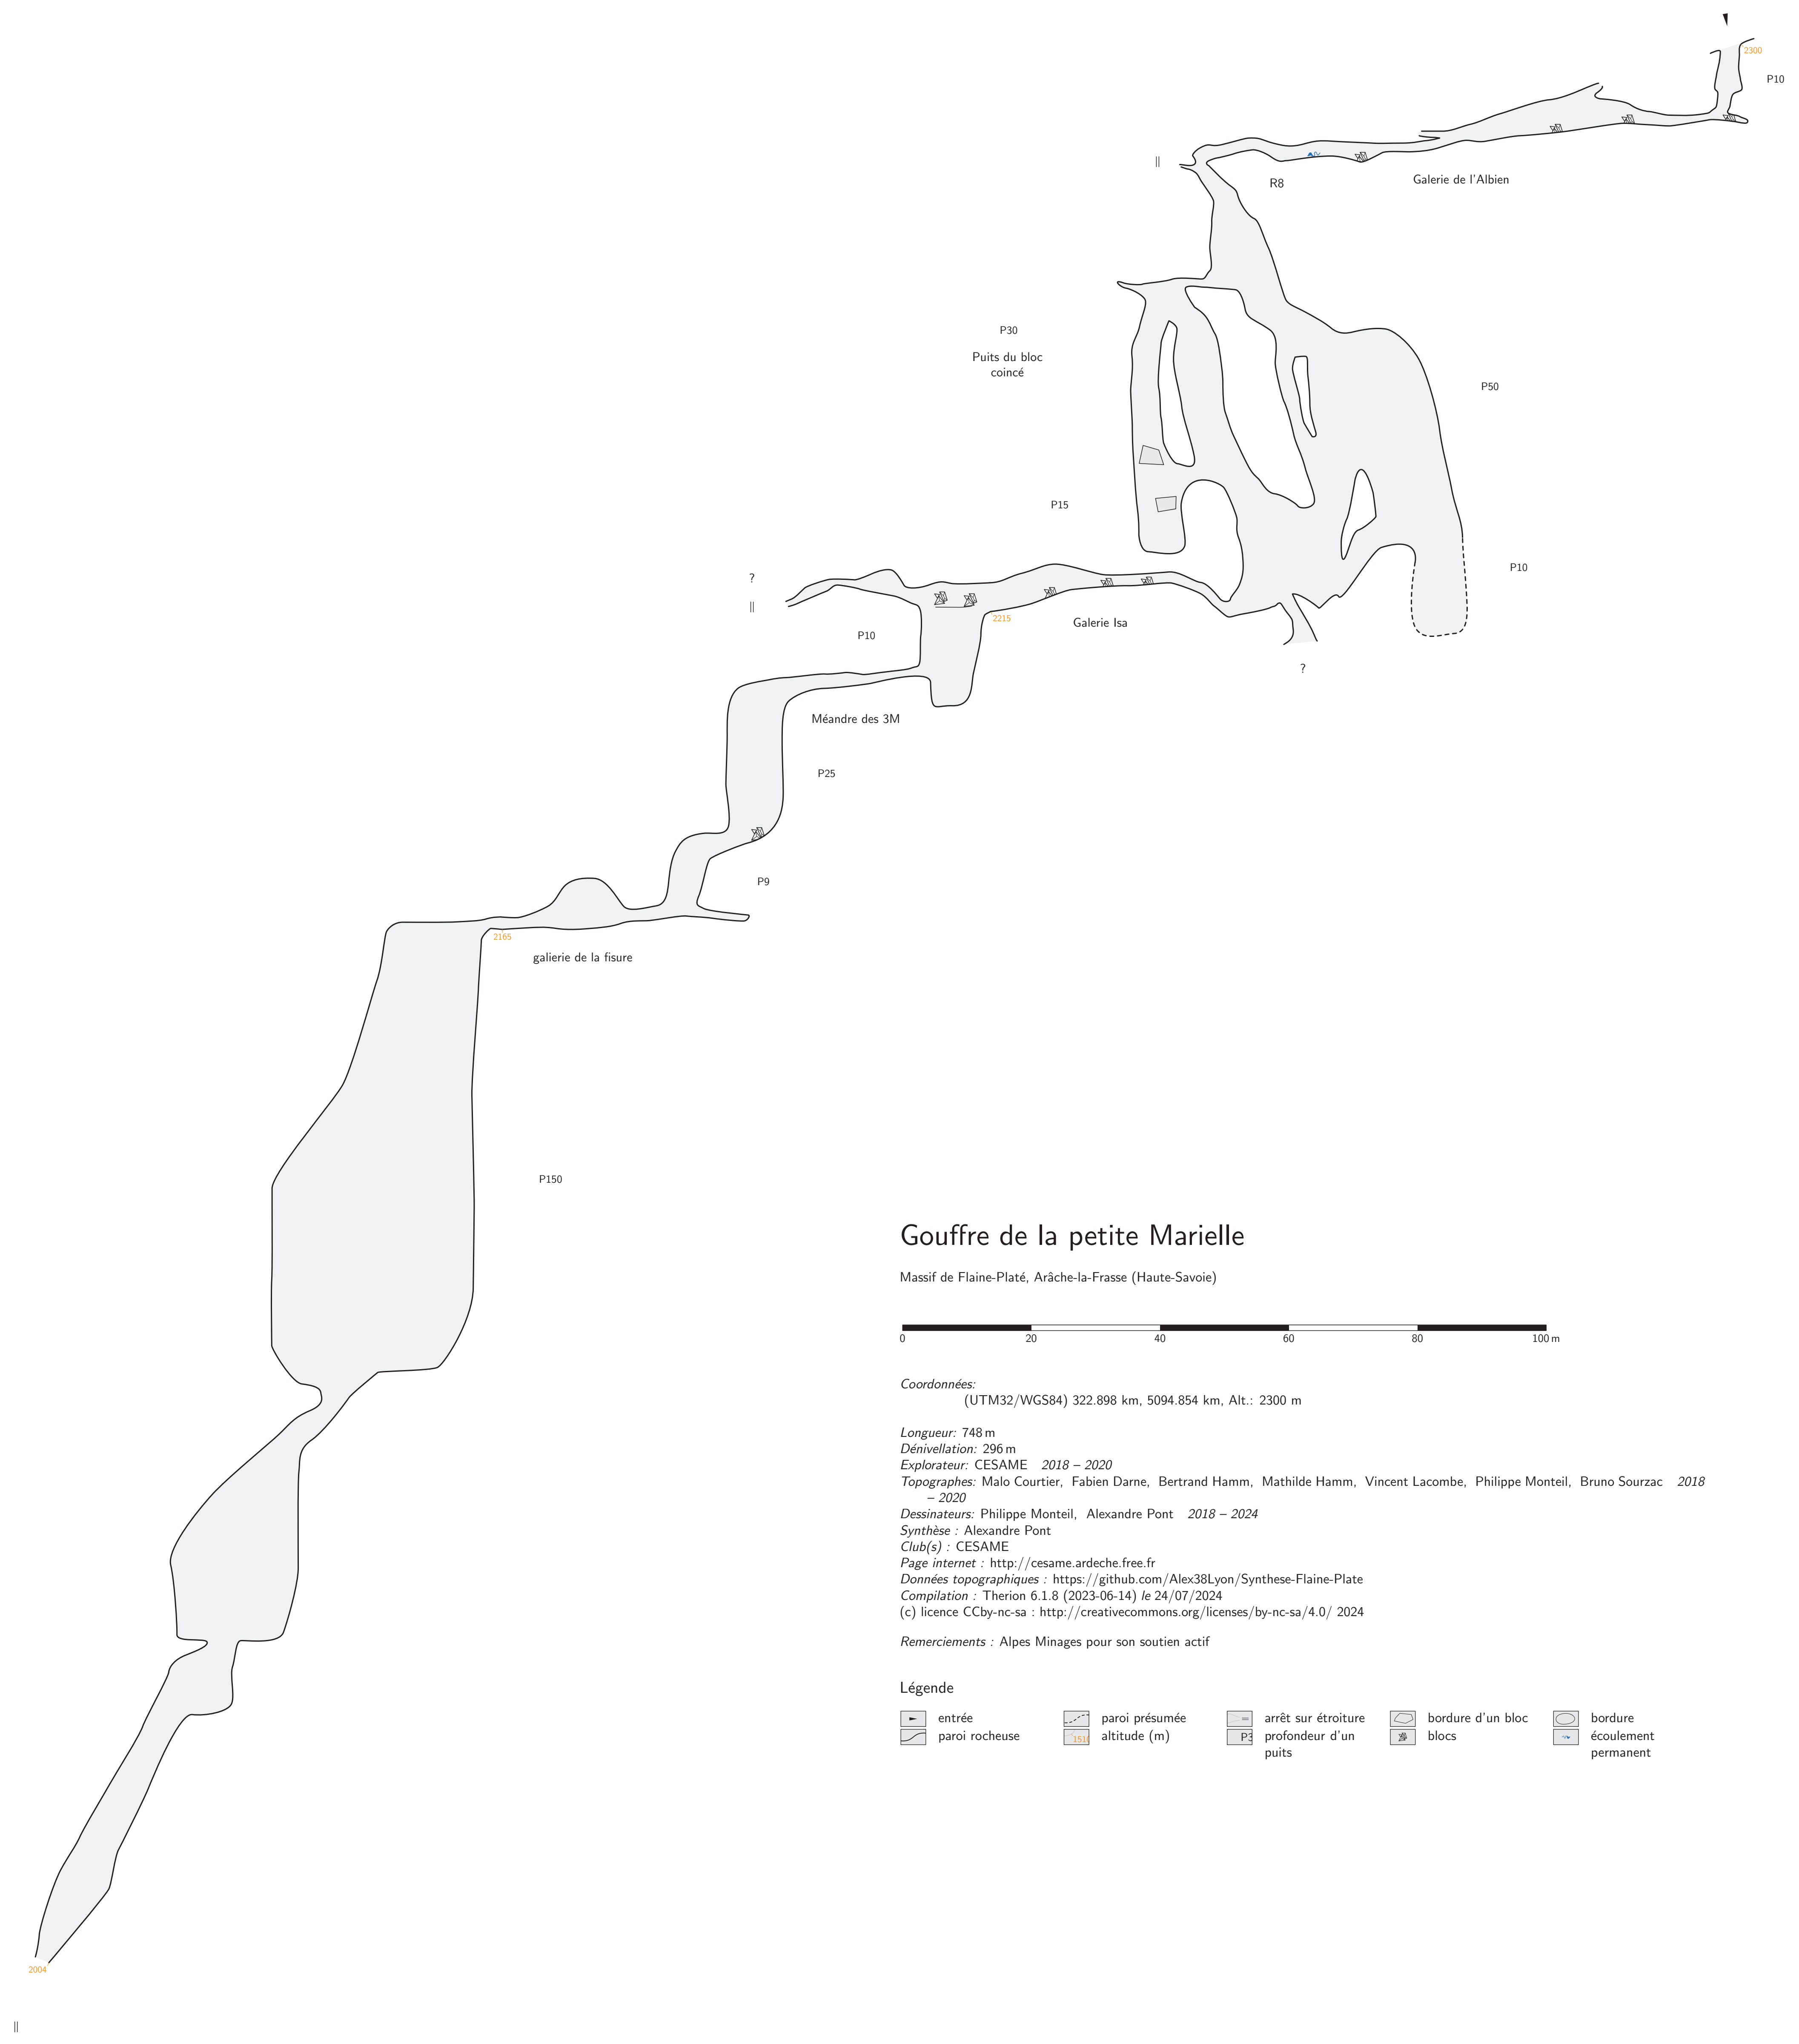 2300
P10
||
R8
Galerie de l'Albien
P30
Puits du bloc
coincé
P50
P15
?
||
P10
2215
Galerie Isa
P10
?
Méandre des 3M
P25
P9
2165
galierie de la fisure
P150
Gouffre de la petite Marielle
Massif de Flaine-Platé, Arâche-la-Frasse (Haute-Savoie)
0 20 40 60 80 100 m
Coordonnées:
(UTM32/WGS84) 322.898 km, 5094.854 km, Alt.: 2300 m
Longueur: 748 m
Dénivellation: 296 m
Explorateur: CESAME 2018 – 2020
Topographes: Malo Courtier, Fabien Darne, Bertrand Hamm, Mathilde Hamm, Vincent Lacombe, Philippe Monteil, Bruno Sourzac 2018
– 2020
Dessinateurs: Philippe Monteil, Alexandre Pont 2018 – 2024
Synthèse : Alexandre Pont
Club(s) : CESAME
Page internet : http://cesame.ardeche.free.fr
Données topographiques : https://github.com/Alex38Lyon/Synthese-Flaine-Plate
Compilation : Therion 6.1.8 (2023-06-14) le 24/07/2024
(c) licence CCby-nc-sa : http://creativecommons.org/licenses/by-nc-sa/4.0/ 2024
Remerciements : Alpes Minages pour son soutien actif
Légende
entrée
paroi présumée
arrêt sur étroiture
bordure d'un bloc
bordure
paroi rocheuse
1510 altitude (m)
P3 profondeur d'un
puits
blocs
écoulement
permanent
2004
||